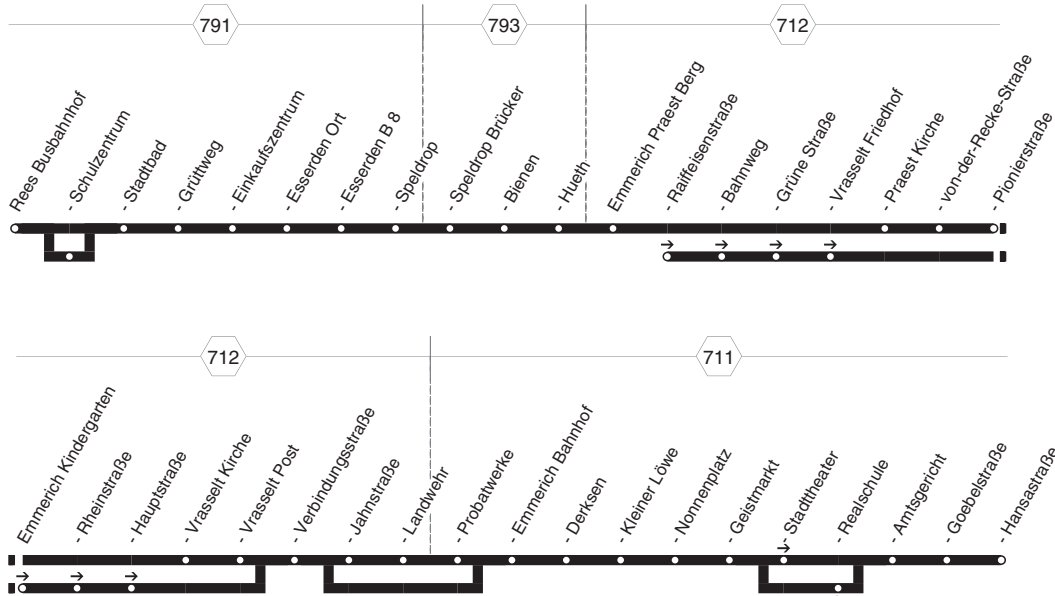 791
793
712
Rees Busbahnhof
- Schulzentrum
- Stadtbad
- Grüttweg
- Einkaufszentrum
- Esserden Ort
- Esserden B 8
- Speldrop
- Speldrop Brücker
- Bienen
- Hueth
Emmerich Praest Berg
- Raiffeisenstraße
- Bahnweg
- Grüne Straße
- Vrasselt Friedhof
- Praest Kirche
- von-der-Recke-Straße
- Pionierstraße
712
711
Emmerich Kindergarten
- Rheinstraße
- Hauptstraße
- Vrasselt Kirche
- Vrasselt Post
- Verbindungsstraße
- Jahnstraße
- Landwehr
- Probatwerke
- Emmerich Bahnhof
- Derksen
- Kleiner Löwe
- Nonnenplatz
- Geistmarkt
- Stadttheater
- Realschule
- Amtsgericht
- Goebelstraße
- Hansastraße